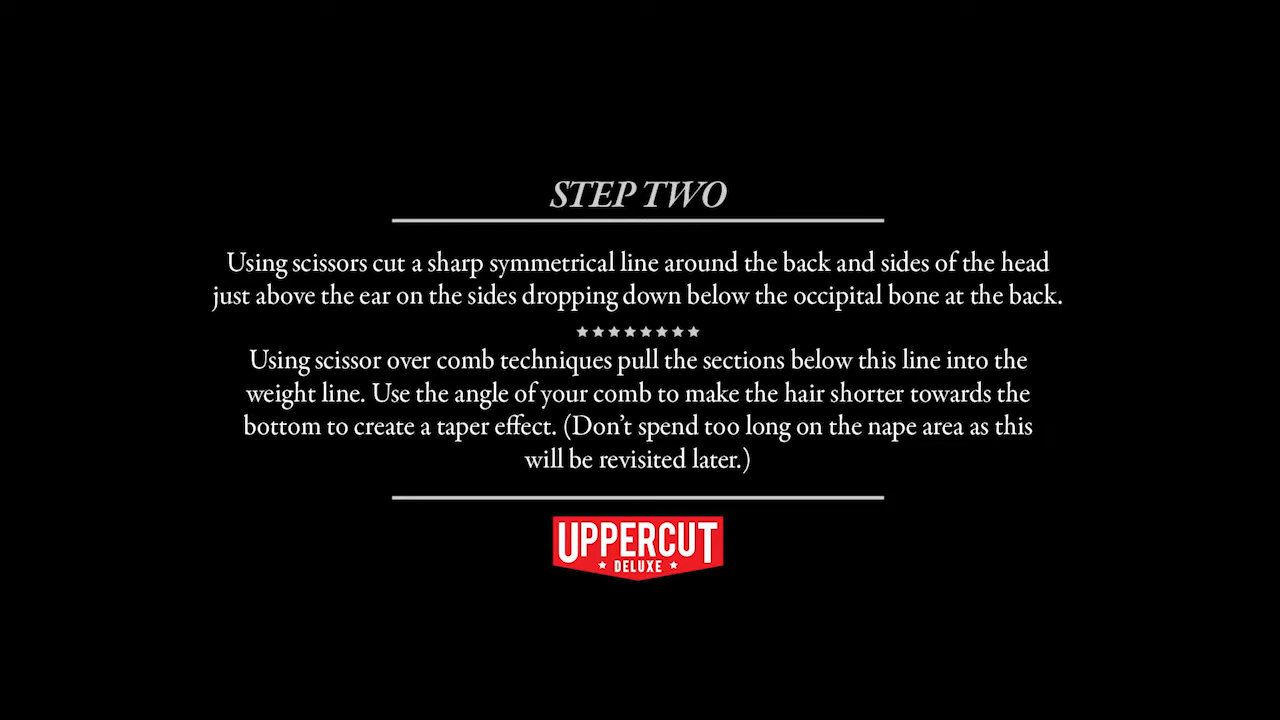 STEP TWO
Using scissors cut a sharp symmetrical line around the back and sides of the head
just above the ear on the sides dropping down below the occipital bone at the back.
Using scissor over comb techniques pull the sections below this line into the
weight line. Use the angle of your comb to make the hair shorter towards the
bottom to create a taper effect. (Don’t spend too long on the nape area as this
will be revisited later.)
UPPERCUT
DELUXE